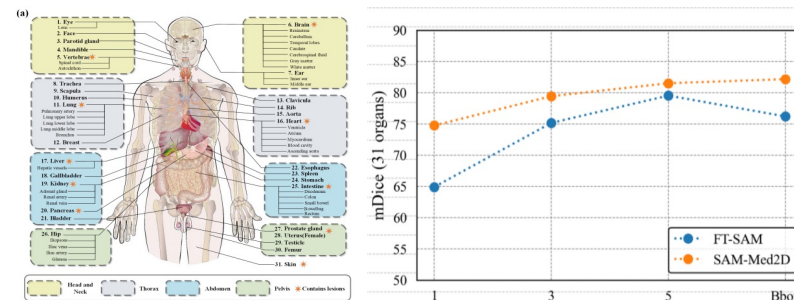 (a)
1. Eye
Lens
2. Face
3. Parotid gland
4. Mandible
5. Vertebrae
Spinal cord
6. Brain
Brainstem
Cerebellum
Temporal lobes
Caudate
Cerebrospinal fluid
Gray matter
White matter
7. Ear
Inner ear
Middle ear
8. Trachea
9. Scapula
10. Humerus
11. Lung
Pulmonary artery
Lung upper lobe
Lung lower lobe
Lung middle lobe
12. Breast
13. Clavicula
14. Rib
15. Aorta
16. Heart
Ventricle
Atrium
Myocardium
Blood cavity
Ascending aorta
17. Liver
Hepatic vessels
18. Gallbladder
19. Kidney
Adrenal gland
Renal artery
Renal vein
20. Pancreas
21. Bladder
22. Esophagus
23. Spleen
24. Stomach
25. Intestine
Duodenum
Colon
Small bowel
Rectum
26. Hip
Iliopsoas
Iliac vena
Iliac artery
Gluteus
27. Prostate gland
28. Uterus(Female)
29. Testicle
30. Femur
31. Skin
Head and
Neck
Thorax
Abdomen
Pelvis
Contains lesions
mDice (31 organs)
90
85
80
75
70
65
60
55
50
FT-SAM
SAM-Med2D
1
3
5